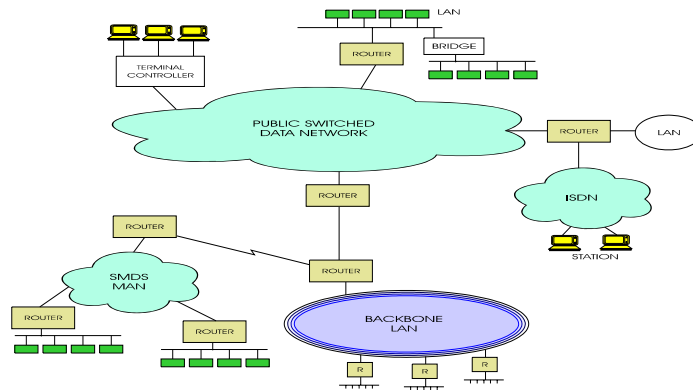 LAN
ROUTER
BRIDGE
TERMINAL
CONTROLLER
PUBLIC SWITCHED
DATA NETWORK
ROUTER
LAN
ROUTER
ISDN
STATION
ROUTER
ROUTER
SMDS
MAN
ROUTER
ROUTER
BACKBONE
LAN
R
R
R